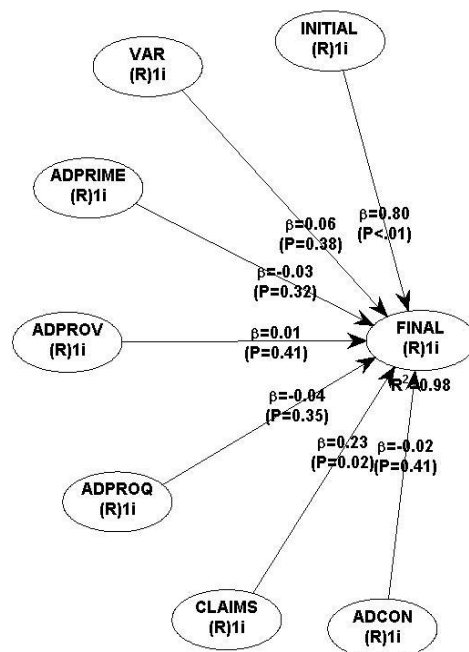 INITIAL
(R)1i
VAR
(R)1i
ADPRIME
(R)1i
β=0.06
(P=0.38)
β=0.80
(P<.01)
β=-0.03
(P=0.32)
ADPROV
(R)1i
β=0.01
(P=0.41)
FINAL
(R)1i
R²=0.98
β=-0.04
(P=0.35)
β=0.23
(P=0.02)
β=-0.02
(P=0.41)
ADPROQ
(R)1i
CLAIMS
(R)1i
ADCON
(R)1i